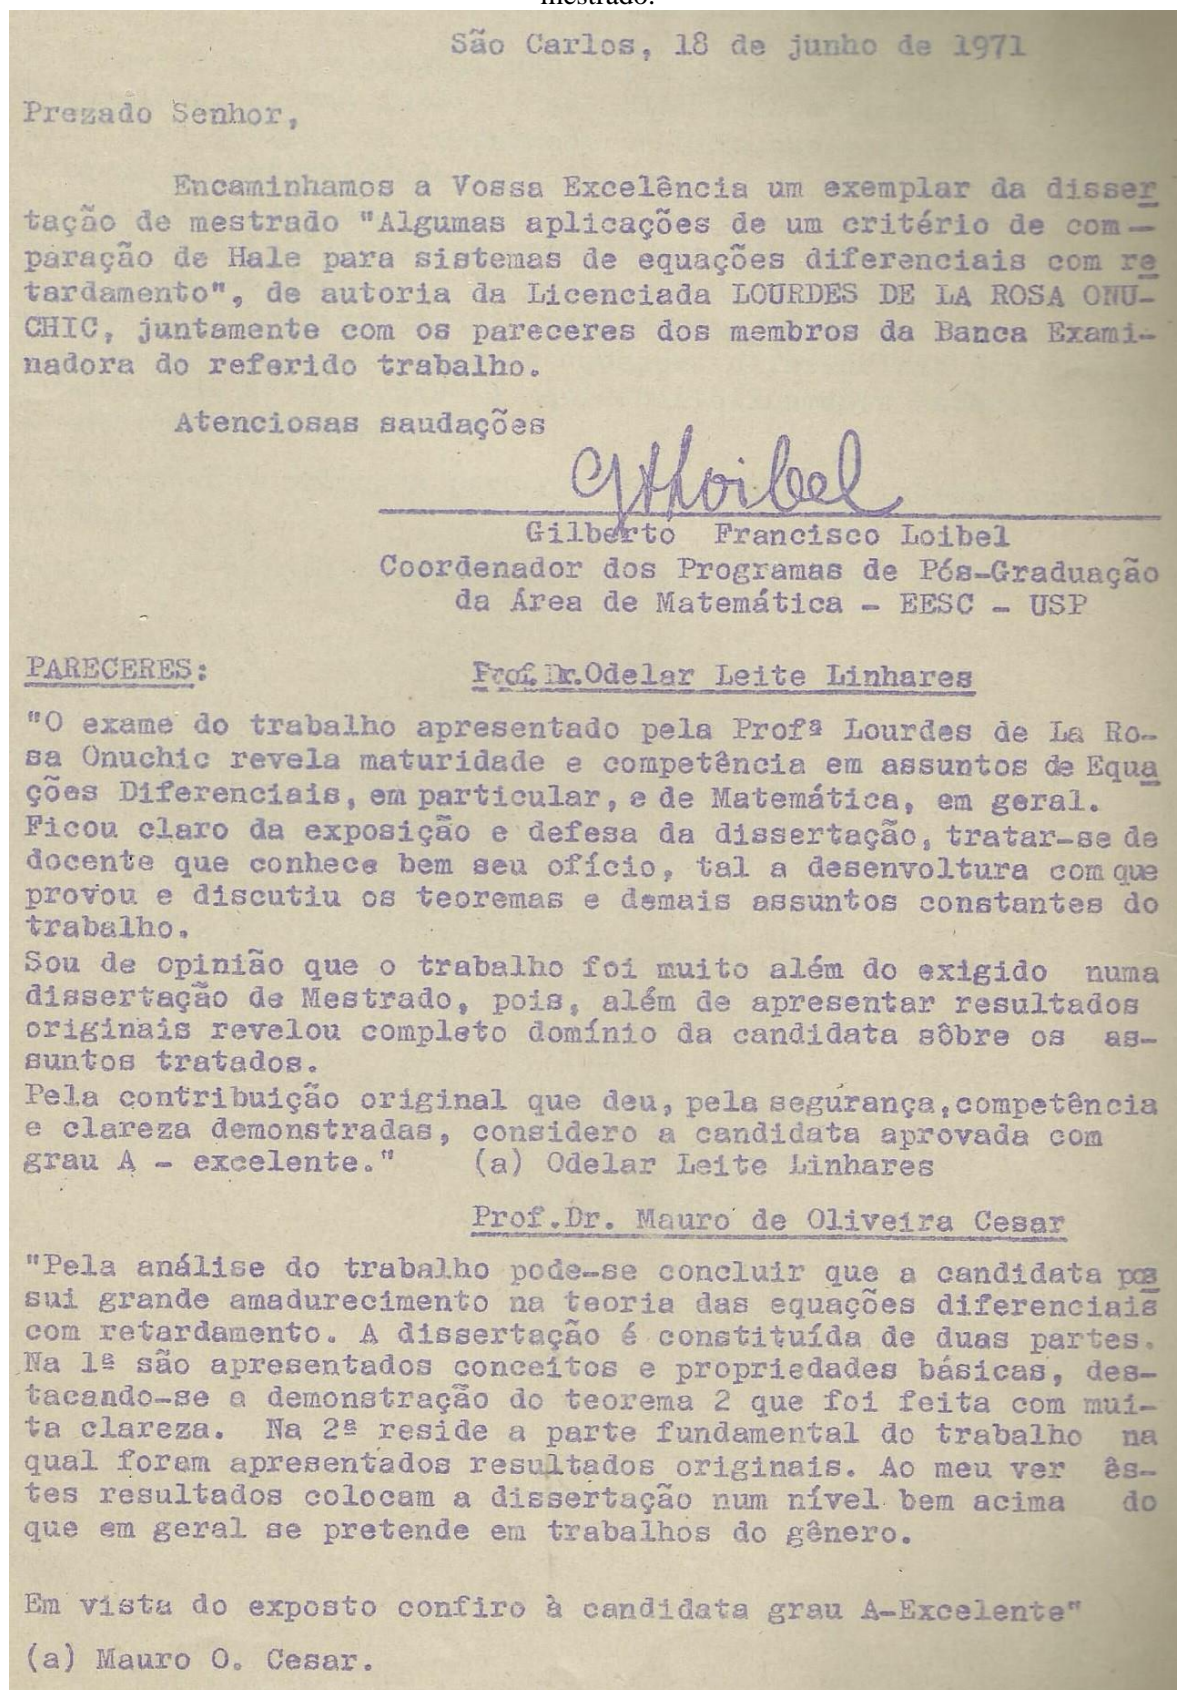 mestrado.
São Carlos, 18 de junho de 1971
Prezado Senhor,
Encaminhamos a Vossa Excelência um exemplar da disser
tação de mestrado "Algumas aplicações de um critério de com-
paração de Hale para sistemas de equações diferenciais com re
tardamento", de autoria da Licenciada LOURDES DE LA ROSA ONU-
CHIC, juntamente com os pareceres dos membros da Banca Exami-
nadora do referido trabalho.
Atenciosas saudações
GFLoibel
Gilberto Francisco Loibel
Coordenador dos Programas de Pós-Graduação
da Área de Matemática - EESC - USP
PARECERES: Prof.Dr.Odelar Leite Linhares
"O exame do trabalho apresentado pela Profª Lourdes de La Ro-
sa Onuchic revela maturidade e competência em assuntos de Equa
ções Diferenciais, em particular, e de Matemática, em geral.
Ficou claro da exposição e defesa da dissertação, tratar-se de
docente que conhece bem seu ofício, tal a desenvoltura com que
provou e discutiu os teoremas e demais assuntos constantes do
trabalho.
Sou de opinião que o trabalho foi muito além do exigido numa
dissertação de Mestrado, pois, além de apresentar resultados
originais revelou completo domínio da candidata sôbre os as-
suntos tratados.
Pela contribuição original que deu, pela segurança, competência
e clareza demonstradas, considero a candidata aprovada com
grau A - excelente." (a) Odelar Leite Linhares
Prof.Dr. Mauro de Oliveira Cesar
"Pela análise do trabalho pode-se concluir que a candidata pos
sui grande amadurecimento na teoria das equações diferenciais
com retardamento. A dissertação é constituída de duas partes.
Na 1ª são apresentados conceitos e propriedades básicas, des-
tacando-se a demonstração do teorema 2 que foi feita com mui-
ta clareza. Na 2ª reside a parte fundamental do trabalho na
qual foram apresentados resultados originais. Ao meu ver ês-
tes resultados colocam a dissertação num nível bem acima do
que em geral se pretende em trabalhos do gênero.
Em vista do exposto confiro à candidata grau A-Excelente"
(a) Mauro O. Cesar.